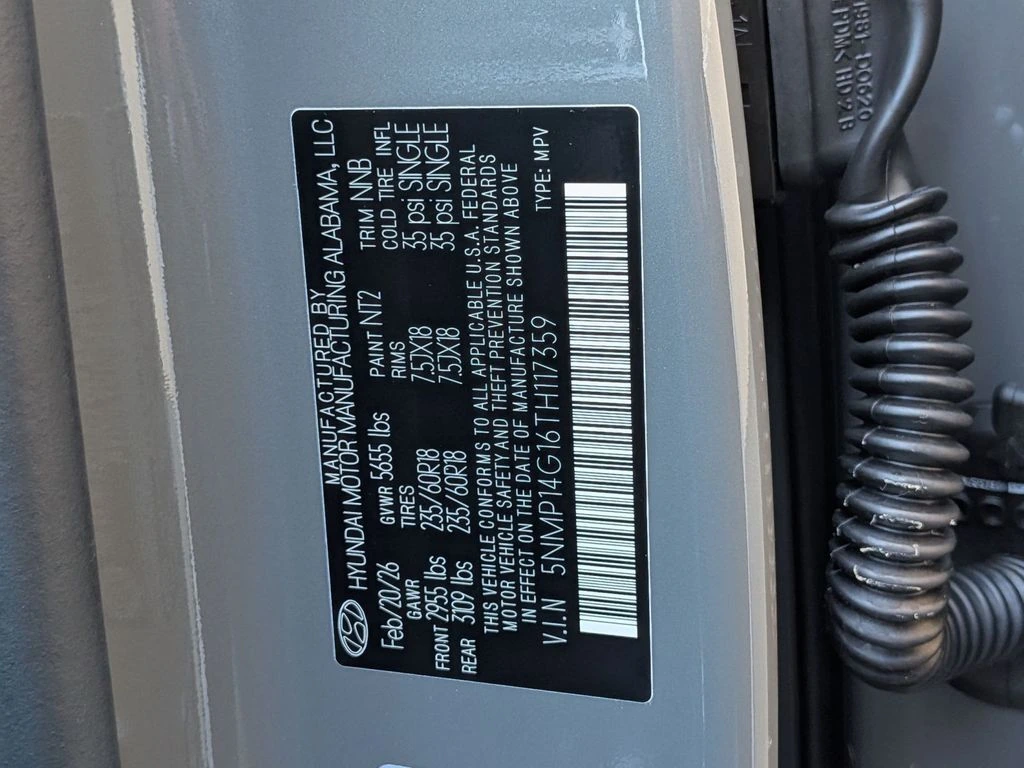 MANUFACTURED BY
HYUNDAI MOTOR MANUFACTURING ALABAMA, LLC
Feb/20/26 GVWR 5655 lbs PAINT NT2 TRIM NNB
GAWR TIRES RIMS COLD TIRE INFL
FRONT 2955 lbs 235/60R18 7.5JX18 35 psi SINGLE
REAR 3109 lbs 235/60R18 7.5JX18 35 psi SINGLE
THIS VEHICLE CONFORMS TO ALL APPLICABLE U.S.A. FEDERAL
MOTOR VEHICLE SAFETY AND THEFT PREVENTION STANDARDS
IN EFFECT ON THE DATE OF MANUFACTURE SHOWN ABOVE
V.I.N 5NMP14G16TH117359 TYPE: MPV
981-DO620
HD2.B